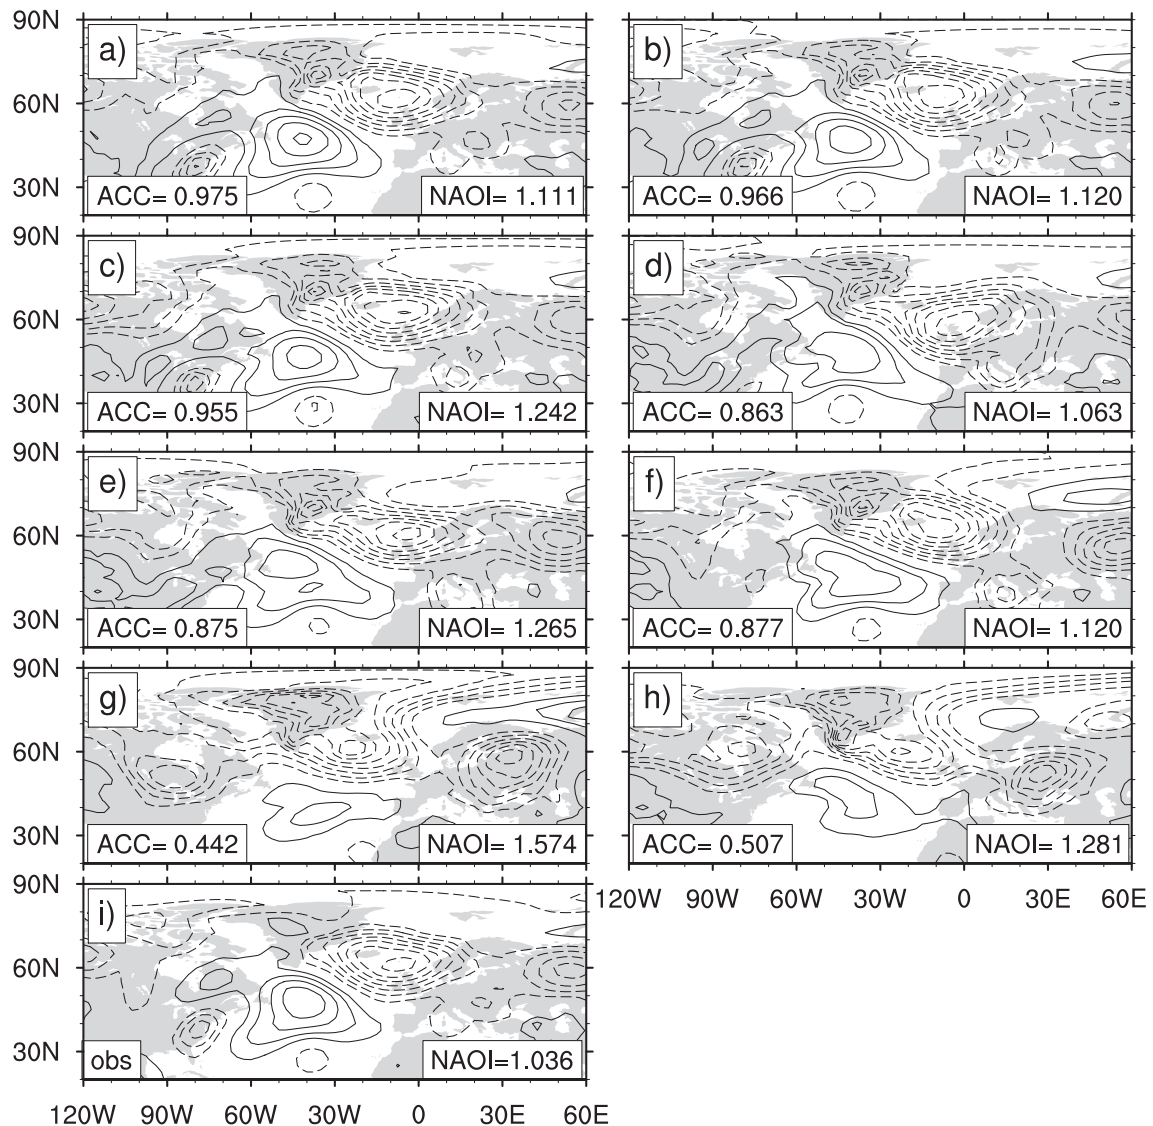 90N
a)
b)
60N
30N
ACC= 0.975
NAOI= 1.111
ACC= 0.966
NAOI= 1.120
90N
c)
d)
60N
30N
ACC= 0.955
NAOI= 1.242
ACC= 0.863
NAOI= 1.063
90N
e)
f)
60N
30N
ACC= 0.875
NAOI= 1.265
ACC= 0.877
NAOI= 1.120
90N
g)
h)
60N
30N
ACC= 0.442
NAOI= 1.574
ACC= 0.507
NAOI= 1.281
90N
120W 90W 60W 30W 0 30E 60E
i)
60N
30N
obs
NAOI=1.036
120W 90W 60W 30W 0 30E 60E